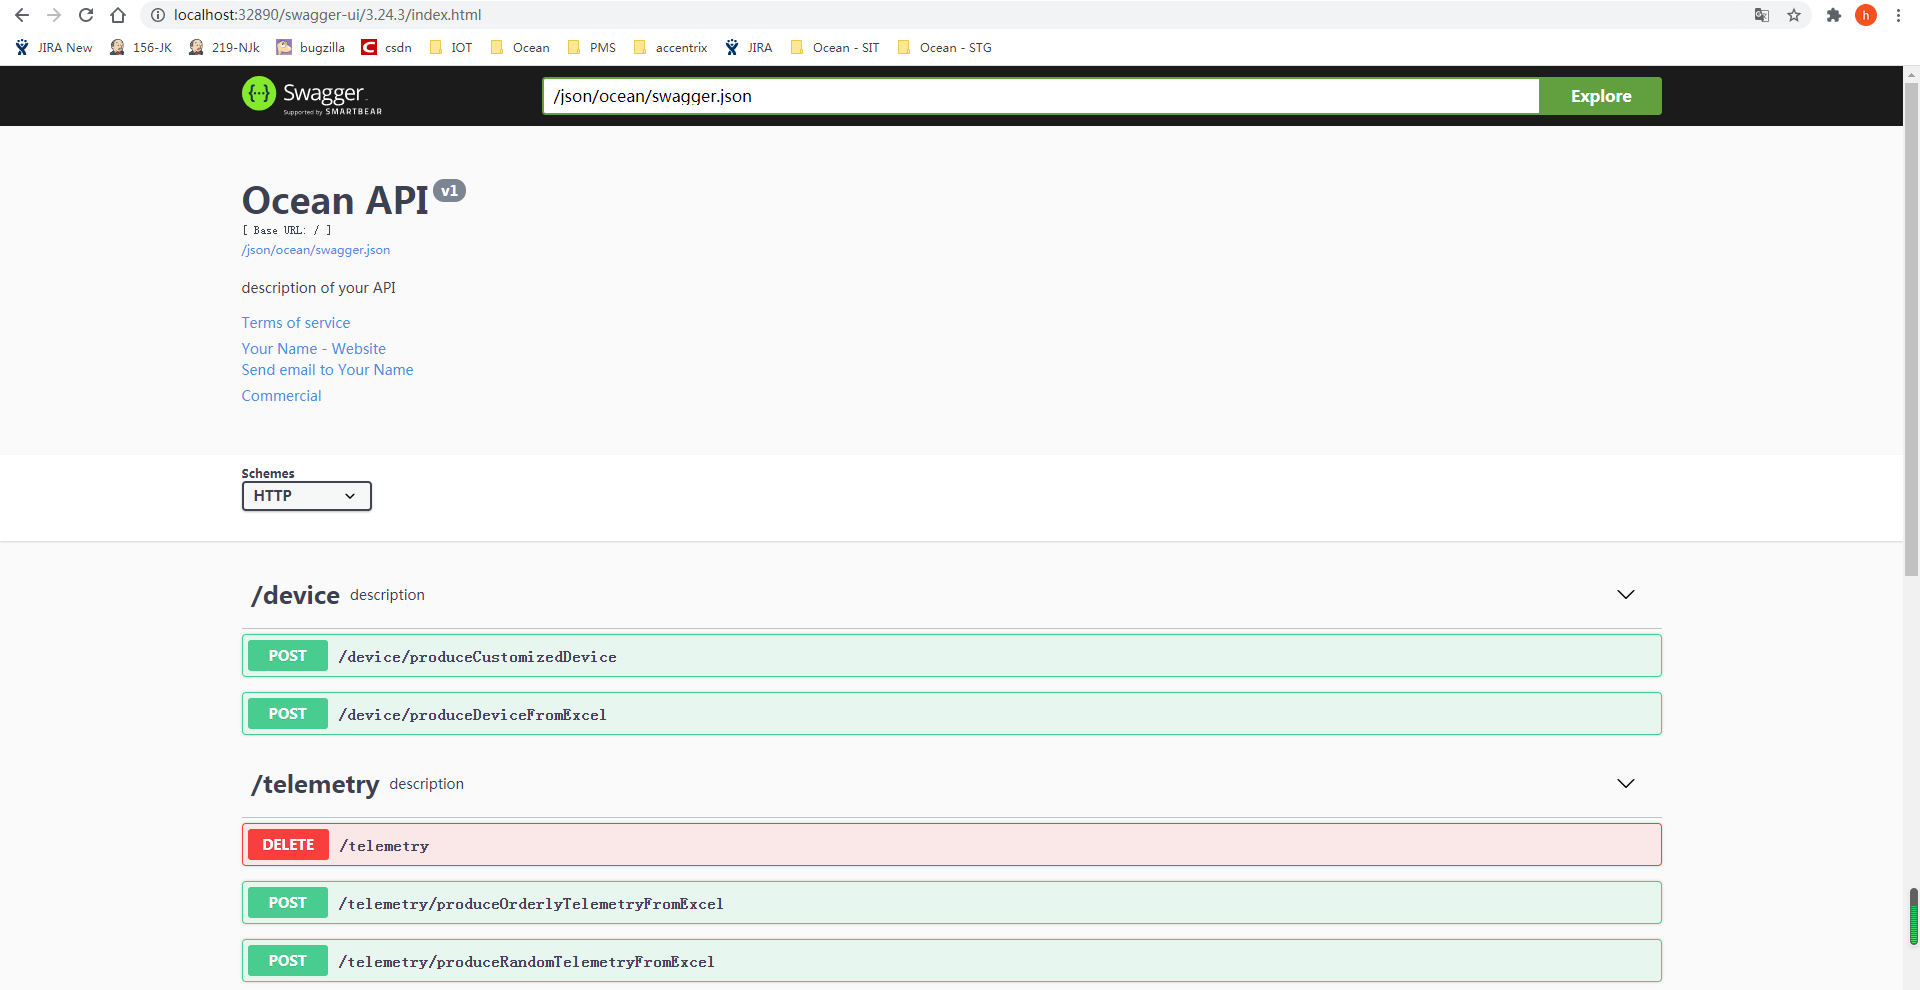 localhost:32890/swagger-ui/3.24.3/index.html
h
JIRA New 156-JK 219-NJk bugzilla csdn IOT Ocean PMS accentrix JIRA Ocean - SIT Ocean - STG
{···} Swagger
Supported by SMARTBEAR
/json/ocean/swagger.json
Explore
Ocean API v1
[ Base URL: / ]
/json/ocean/swagger.json
description of your API
Terms of service
Your Name - Website
Send email to Your Name
Commercial
Schemes
HTTP
/device description
POST /device/produceCustomizedDevice
POST /device/produceDeviceFromExcel
/telemetry description
DELETE /telemetry
POST /telemetry/produceOrderlyTelemetryFromExcel
POST /telemetry/produceRandomTelemetryFromExcel